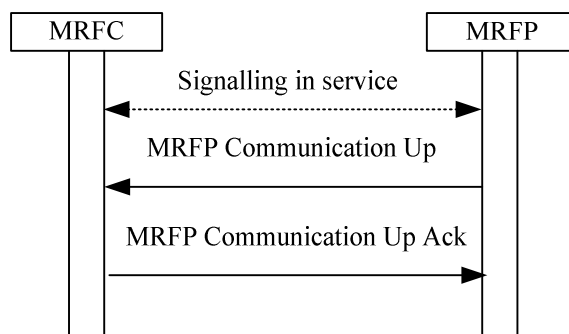 MRFC
MRFP
Signalling in service
MRFP Communication Up
MRFP Communication Up Ack